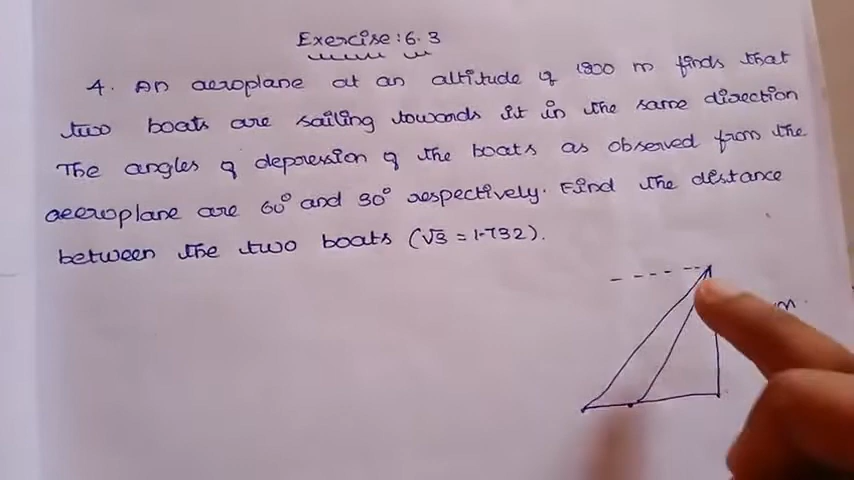 Exercise: 6.3
4. An aeroplane at an altitude of 1800 m finds that
two boats are sailing towards it in the same direction
The angles of depression of the boats as observed from the
aeeroplane are 60° and 30° respectively. Find the distance
between the two boats (√3 = 1.732).
m